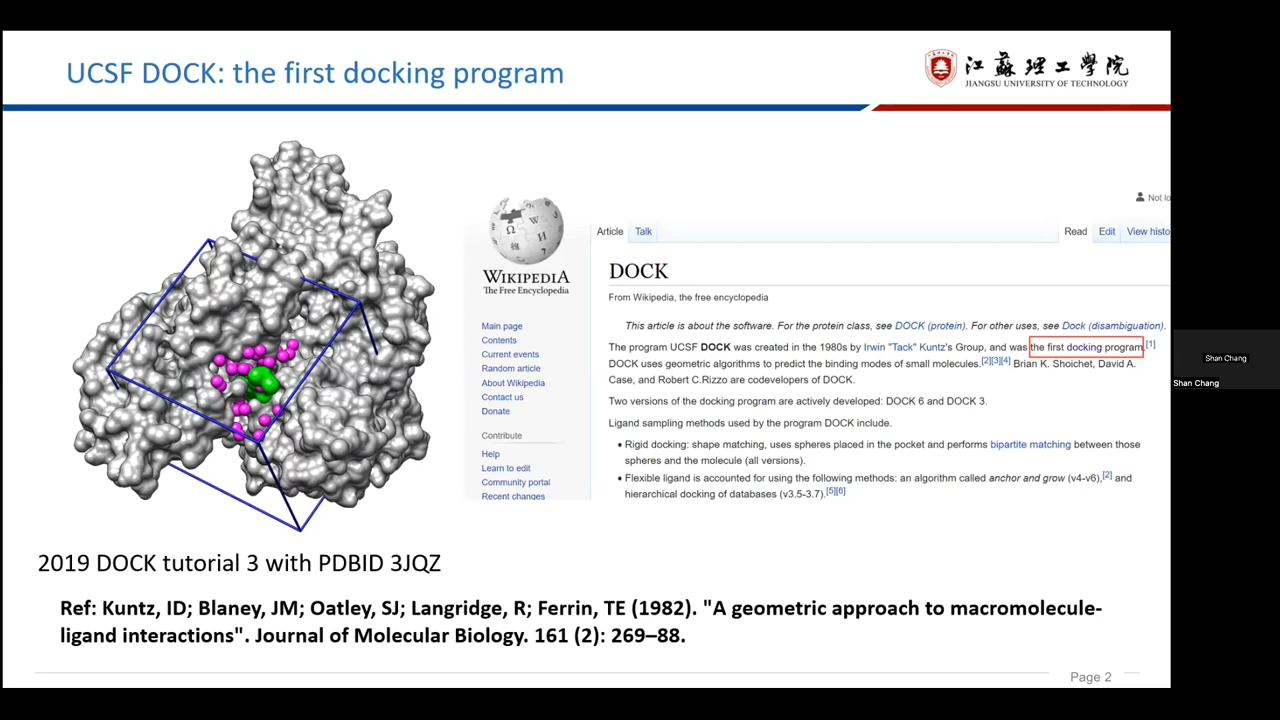 UCSF DOCK: the first docking program
江蘇理工學院
JIANGSU UNIVERSITY OF TECHNOLOGY
WIKIPEDIA
The Free Encyclopedia
Main page
Contents
Current events
Random article
About Wikipedia
Contact us
Donate
Contribute
Help
Learn to edit
Community portal
Recent changes
Not lo
Article Talk Read Edit View histo
DOCK
From Wikipedia, the free encyclopedia
This article is about the software. For the protein class, see DOCK (protein). For other uses, see Dock (disambiguation).
The program UCSF DOCK was created in the 1980s by Irwin "Tack" Kuntz's Group, and was the first docking program.[1]
DOCK uses geometric algorithms to predict the binding modes of small molecules.[2][3][4] Brian K. Shoichet, David A.
Case, and Robert C.Rizzo are codevelopers of DOCK.
Two versions of the docking program are actively developed: DOCK 6 and DOCK 3.
Ligand sampling methods used by the program DOCK include.
• Rigid docking: shape matching, uses spheres placed in the pocket and performs bipartite matching between those
spheres and the molecule (all versions).
• Flexible ligand is accounted for using the following methods: an algorithm called anchor and grow (v4-v6),[2] and
hierarchical docking of databases (v3.5-3.7).[5][6]
2019 DOCK tutorial 3 with PDBID 3JQZ
Ref: Kuntz, ID; Blaney, JM; Oatley, SJ; Langridge, R; Ferrin, TE (1982). "A geometric approach to macromolecule-
ligand interactions". Journal of Molecular Biology. 161 (2): 269–88.
Page 2
Shan Chang
Shan Chang